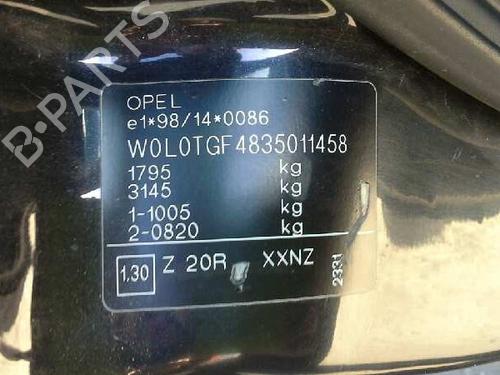 B-PARTS
OPEL
e1*98/14*0086
W0L0TGF4835011458
1795 kg
3145 kg
1-1005 kg
2-0820 kg
1.30 Z 20R XXNZ
2331